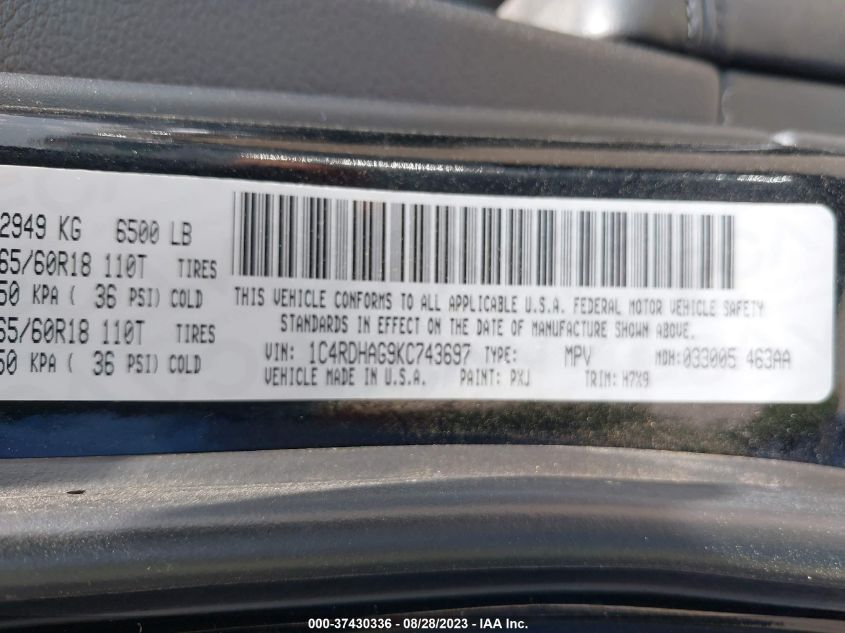 2949 KG 6500 LB
65/60R18 110T TIRES
50 KPA ( 36 PSI) COLD
65/60R18 110T TIRES
50 KPA ( 36 PSI) COLD
THIS VEHICLE CONFORMS TO ALL APPLICABLE U.S.A. FEDERAL MOTOR VEHICLE SAFETY
STANDARDS IN EFFECT ON THE DATE OF MANUFACTURE SHOWN ABOVE.
VIN: 1C4RDHAG9KC743697 TYPE: MPV MDH:033005 463AA
VEHICLE MADE IN U.S.A. PAINT: PXJ TRIM: H7X9
000-37430336 - 08/28/2023 - IAA Inc.